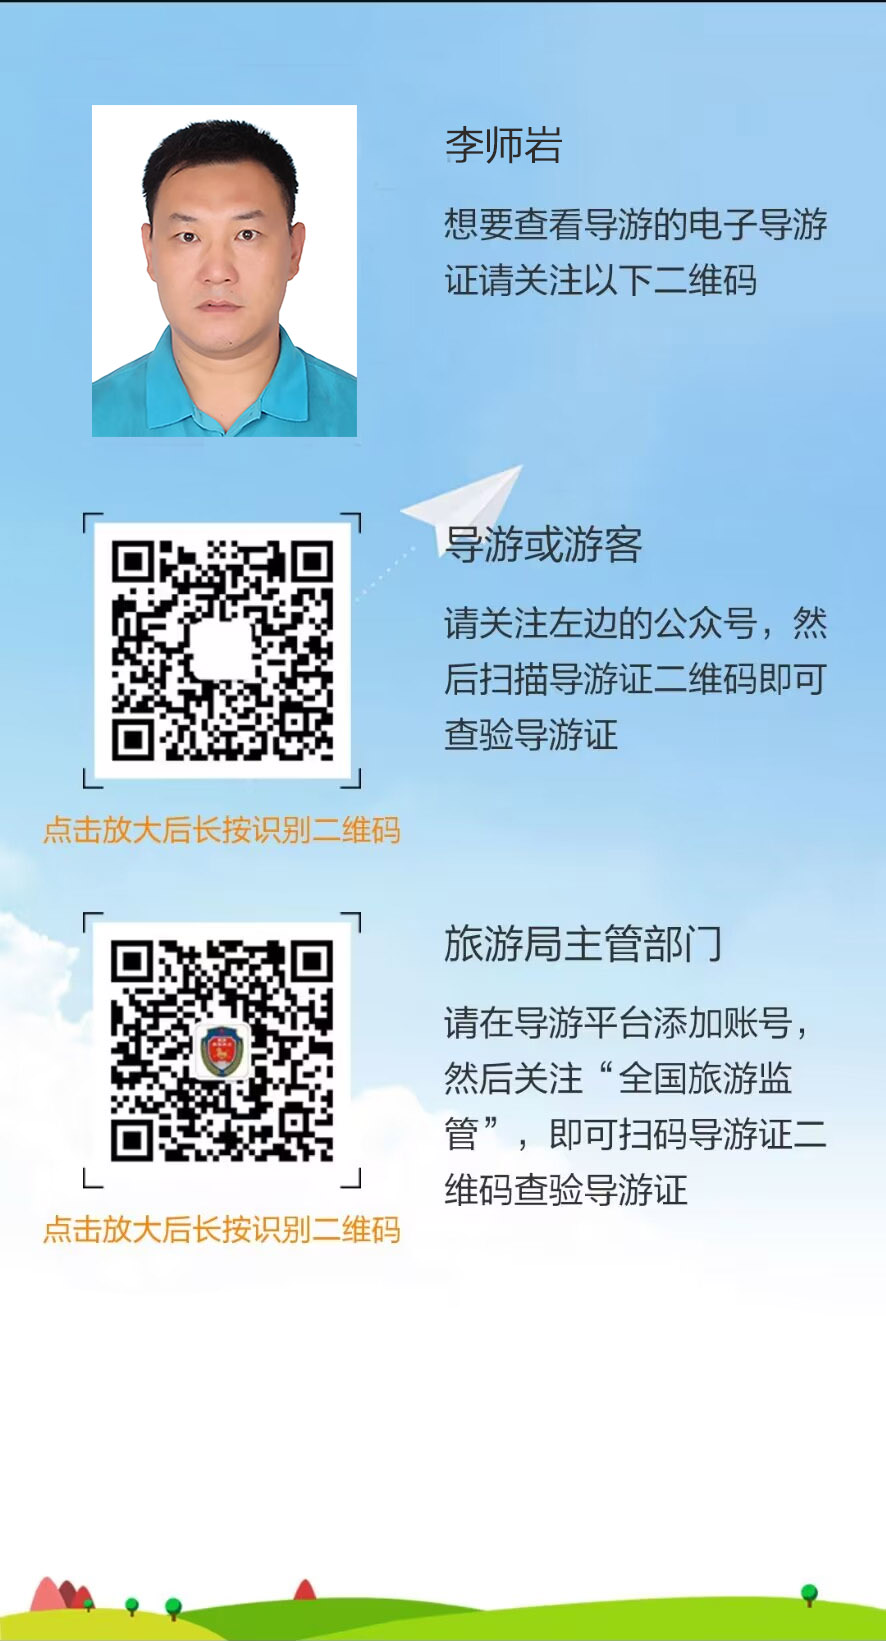 李师岩
想要查看导游的电子导游
证请关注以下二维码
导游或游客
请关注左边的公众号，然
后扫描导游证二维码即可
查验导游证
点击放大后长按识别二维码
旅游局主管部门
请在导游平台添加账号，
然后关注“全国旅游监
管”，即可扫码导游证二
维码查验导游证
点击放大后长按识别二维码